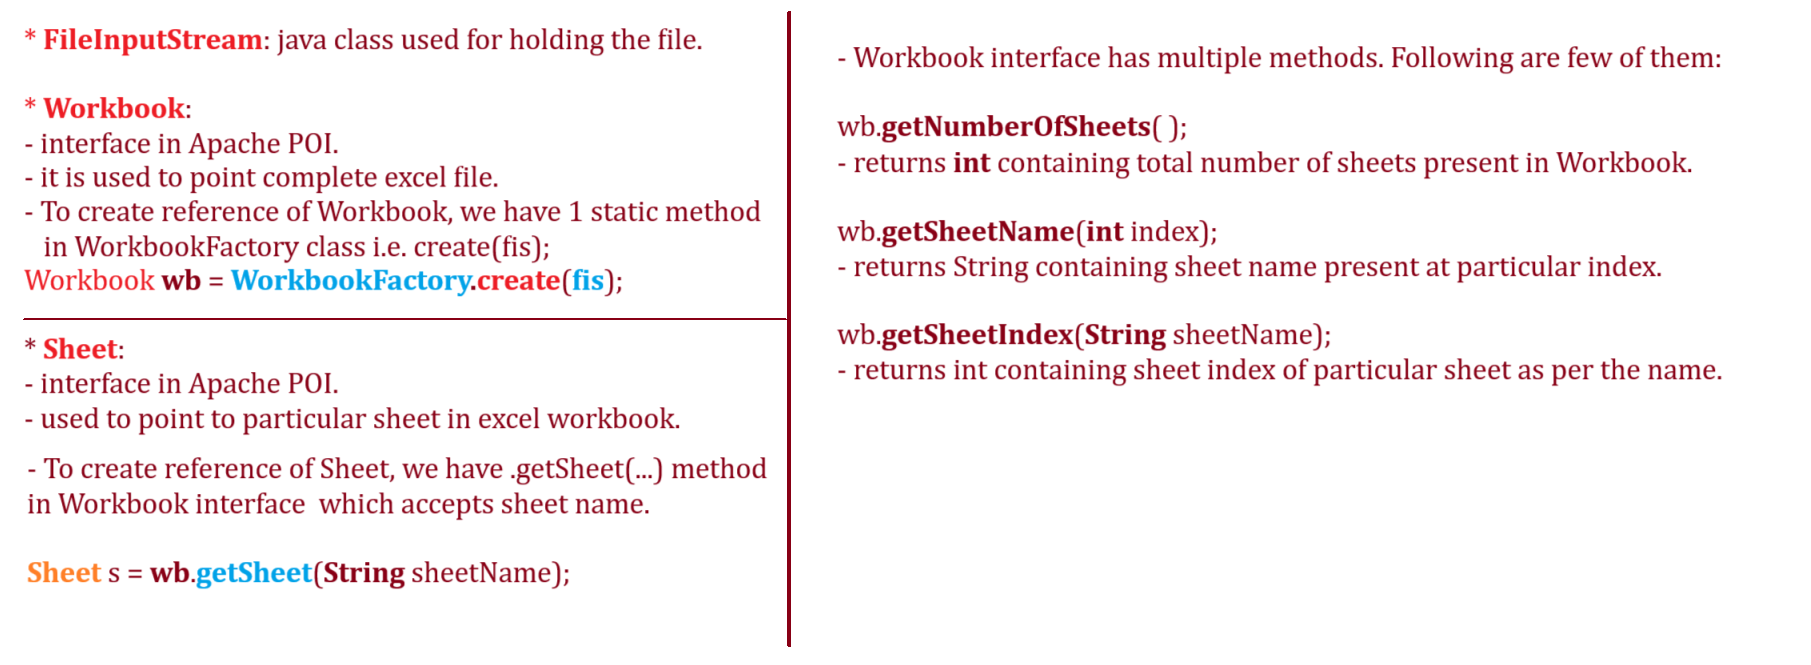 * FileInputStream: java class used for holding the file.
* Workbook:
- interface in Apache POI.
- it is used to point complete excel file.
- To create reference of Workbook, we have 1 static method
in WorkbookFactory class i.e. create(fis);
Workbook wb = WorkbookFactory.create(fis);
* Sheet:
- interface in Apache POI.
- used to point to particular sheet in excel workbook.
- To create reference of Sheet, we have .getSheet(...) method
in Workbook interface which accepts sheet name.
Sheet s = wb.getSheet(String sheetName);
- Workbook interface has multiple methods. Following are few of them:
wb.getNumberOfSheets( );
- returns int containing total number of sheets present in Workbook.
wb.getSheetName(int index);
- returns String containing sheet name present at particular index.
wb.getSheetIndex(String sheetName);
- returns int containing sheet index of particular sheet as per the name.